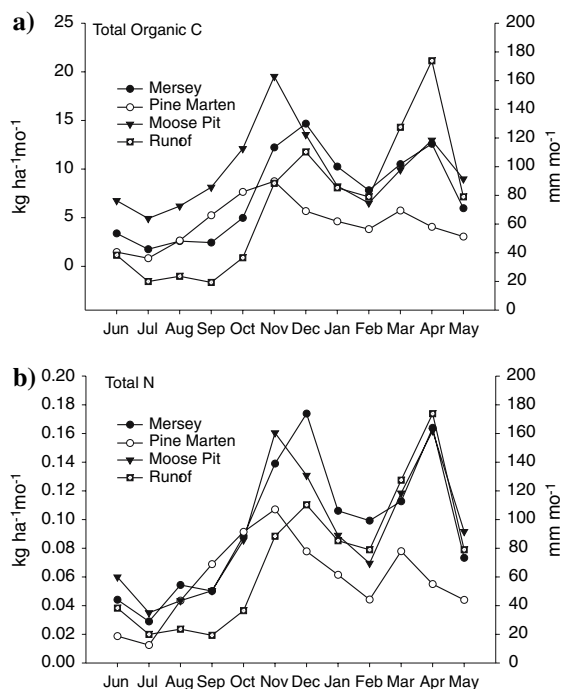 a)
Total Organic C
Mersey
Pine Marten
Moose Pit
Runof
kg ha⁻¹mo⁻¹
25
20
15
10
5
0
mm mo⁻¹
200
180
160
140
120
100
80
60
40
20
0
Jun Jul Aug Sep Oct Nov Dec Jan Feb Mar Apr May
b)
Total N
Mersey
Pine Marten
Moose Pit
Runof
kg ha⁻¹mo⁻¹
0.20
0.18
0.16
0.14
0.12
0.10
0.08
0.06
0.04
0.02
0.00
mm mo⁻¹
200
180
160
140
120
100
80
60
40
20
0
Jun Jul Aug Sep Oct Nov Dec Jan Feb Mar Apr May